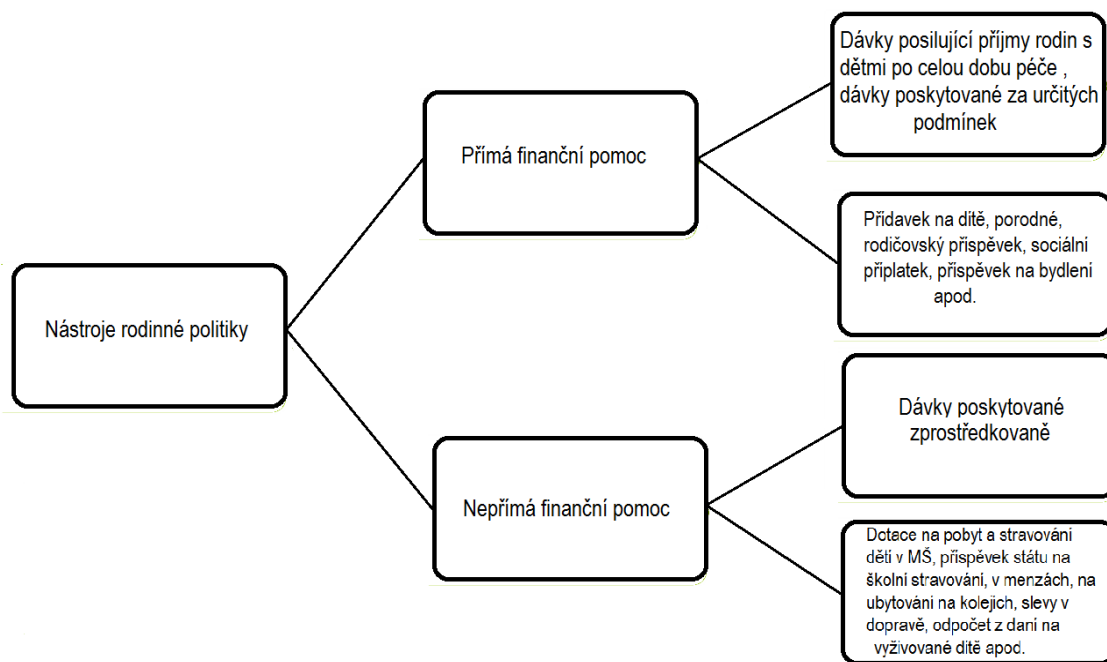 Nástroje rodinné politiky
Přímá finanční pomoc
Dávky posilující příjmy rodin s
dětmi po celou dobu péče ,
dávky poskytované za určitých
podmínek
Přídavek na dítě, porodné,
rodičovský příspěvek, sociální
příplatek, příspěvek na bydlení
apod.
Nepřímá finanční pomoc
Dávky poskytované
zprostředkovaně
Dotace na pobyt a stravování
dětí v MŠ, příspěvek státu na
školní stravování, v menzách, na
ubytování na kolejích, slevy v
dopravě, odpočet z daní na
vyživované dítě apod.